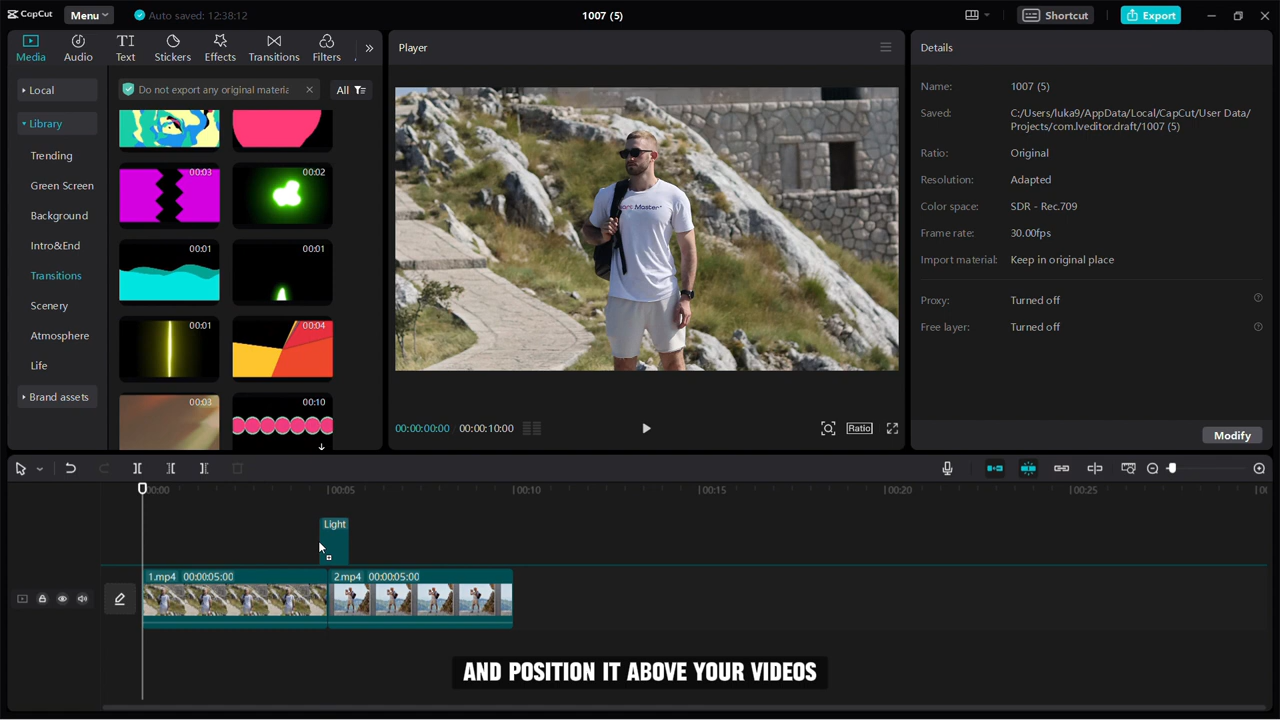 CapCut
Menu
Auto saved: 12:38:12
1007 (5)
Shortcut
Export
Media
Audio
Text
Stickers
Effects
Transitions
Filters
Local
Library
Trending
Green Screen
Background
Intro&End
Transitions
Scenery
Atmosphere
Life
Brand assets
Do not export any original materia
All
00:03
00:02
00:01
00:01
00:01
00:04
00:03
00:10
Player
00:00:00:00
00:00:10:00
Ratio
Details
Name: 1007 (5)
Saved: C:/Users/luka9/AppData/Local/CapCut/User Data/
Projects/com.lveditor.draft/1007 (5)
Ratio: Original
Resolution: Adapted
Color space: SDR - Rec.709
Frame rate: 30.00fps
Import material: Keep in original place
Proxy: Turned off
Free layer: Turned off
Modify
00:00
00:05
00:10
00:15
00:20
00:25
Light
1.mp4 00:00:05:00
2.mp4 00:00:05:00
AND POSITION IT ABOVE YOUR VIDEOS